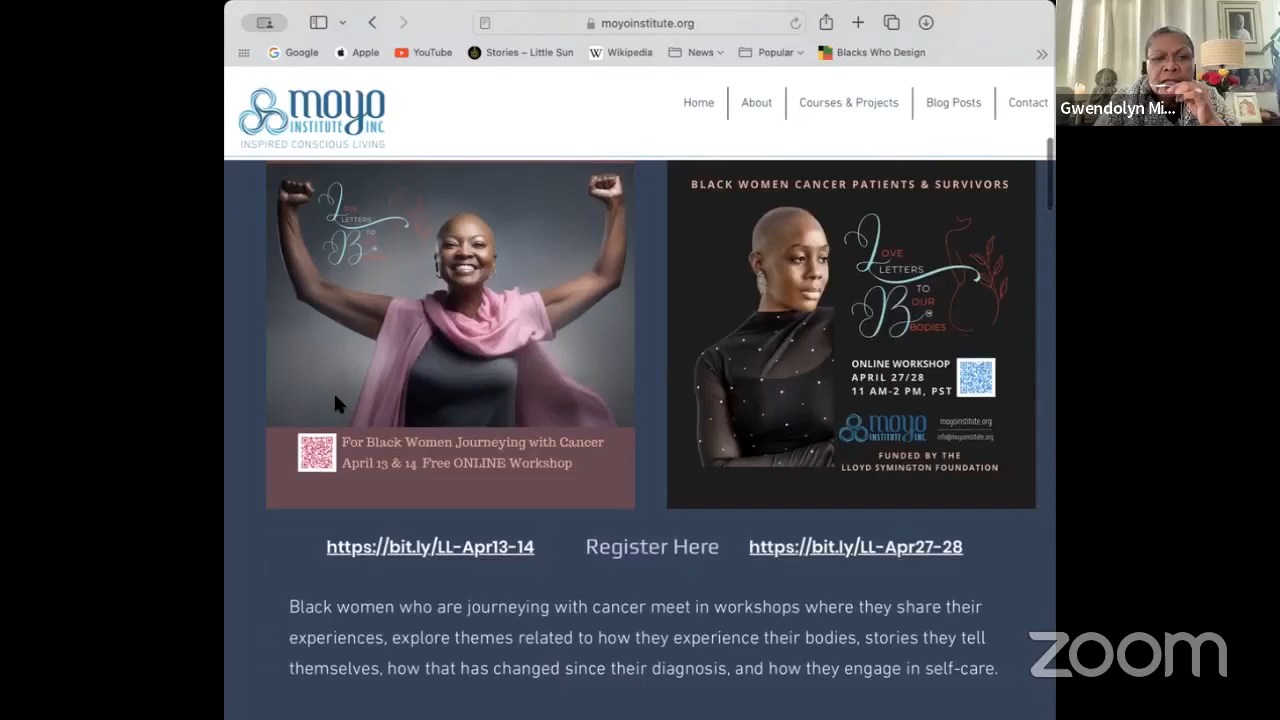 moyoinstitute.org
Google
Apple
YouTube
Stories – Little Sun
Wikipedia
News
Popular
Blacks Who Design
moyo
INSTITUTE INC.
INSPIRED CONSCIOUS LIVING
Home
About
Courses & Projects
Blog Posts
Contact
Gwendolyn Mi...
LETTERS
TO
For Black Women Journeying with Cancer
April 13 & 14 Free ONLINE Workshop
BLACK WOMEN CANCER PATIENTS & SURVIVORS
LOVE
LETTERS
TO
OUR
BODIES
ONLINE WORKSHOP
APRIL 27/28
11 AM-2 PM, PST
moyo
INSTITUTE INC.
moyoinstitute.org
info@moyoinstitute.org
FUNDED BY THE
LLOYD SYMINGTON FOUNDATION
https://bit.ly/LL-Apr13-14
Register Here
https://bit.ly/LL-Apr27-28
Black women who are journeying with cancer meet in workshops where they share their
experiences, explore themes related to how they experience their bodies, stories they tell
themselves, how that has changed since their diagnosis, and how they engage in self-care.
zoom